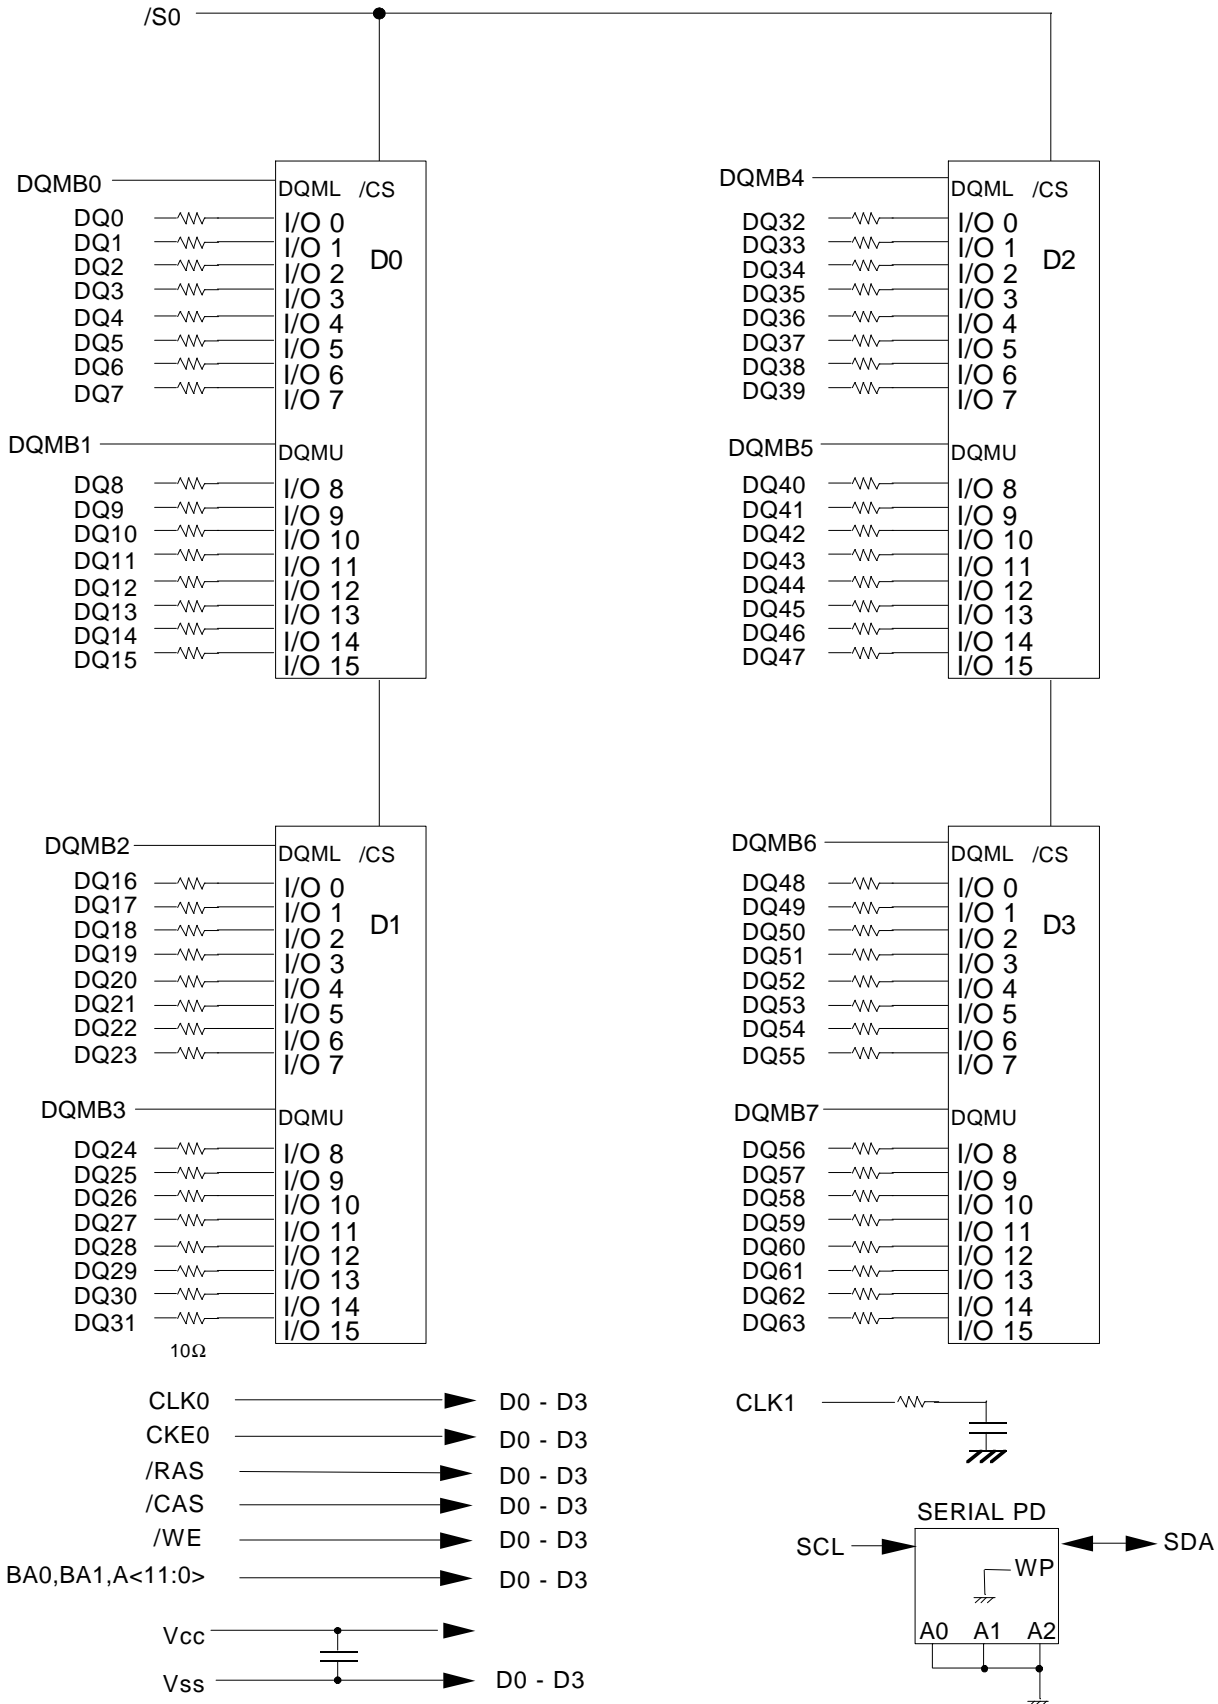 /S0
DQMB0
DQML /CS
DQ0 I/O 0
DQ1 I/O 1
DQ2 I/O 2
D0
DQ3 I/O 3
DQ4 I/O 4
DQ5 I/O 5
DQ6 I/O 6
DQ7 I/O 7
DQMB1
DQMU
DQ8 I/O 8
DQ9 I/O 9
DQ10 I/O 10
DQ11 I/O 11
DQ12 I/O 12
DQ13 I/O 13
DQ14 I/O 14
DQ15 I/O 15
DQMB4
DQML /CS
DQ32 I/O 0
DQ33 I/O 1
DQ34 I/O 2
D2
DQ35 I/O 3
DQ36 I/O 4
DQ37 I/O 5
DQ38 I/O 6
DQ39 I/O 7
DQMB5
DQMU
DQ40 I/O 8
DQ41 I/O 9
DQ42 I/O 10
DQ43 I/O 11
DQ44 I/O 12
DQ45 I/O 13
DQ46 I/O 14
DQ47 I/O 15
DQMB2
DQML /CS
DQ16 I/O 0
DQ17 I/O 1
DQ18 I/O 2
D1
DQ19 I/O 3
DQ20 I/O 4
DQ21 I/O 5
DQ22 I/O 6
DQ23 I/O 7
DQMB3
DQMU
DQ24 I/O 8
DQ25 I/O 9
DQ26 I/O 10
DQ27 I/O 11
DQ28 I/O 12
DQ29 I/O 13
DQ30 I/O 14
DQ31 I/O 15
10Ω
DQMB6
DQML /CS
DQ48 I/O 0
DQ49 I/O 1
DQ50 I/O 2
D3
DQ51 I/O 3
DQ52 I/O 4
DQ53 I/O 5
DQ54 I/O 6
DQ55 I/O 7
DQMB7
DQMU
DQ56 I/O 8
DQ57 I/O 9
DQ58 I/O 10
DQ59 I/O 11
DQ60 I/O 12
DQ61 I/O 13
DQ62 I/O 14
DQ63 I/O 15
CLK0 D0 - D3
CKE0 D0 - D3
/RAS D0 - D3
/CAS D0 - D3
/WE D0 - D3
BA0,BA1,A<11:0> D0 - D3
Vcc
Vss D0 - D3
CLK1
SERIAL PD
SCL SDA
WP
A0 A1 A2